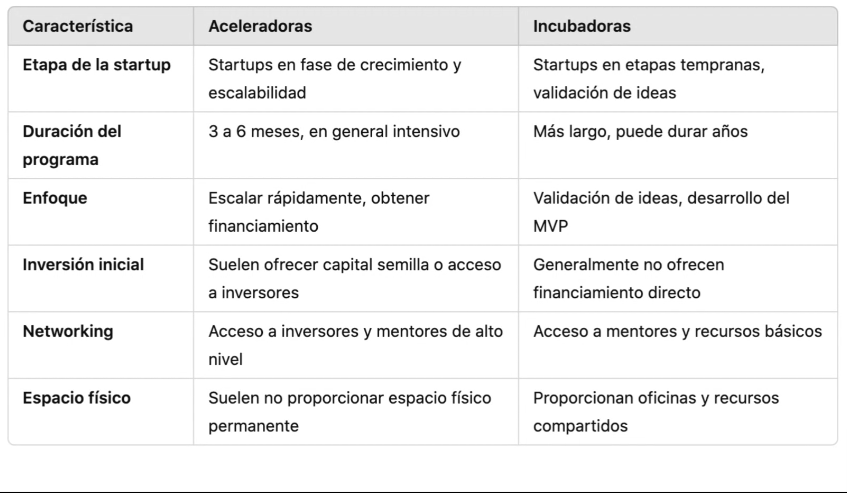 Característica Aceleradoras Incubadoras
Etapa de la startup Startups en fase de crecimiento y Startups en etapas tempranas,
escalabilidad validación de ideas
Duración del 3 a 6 meses, en general intensivo Más largo, puede durar años
programa
Enfoque Escalar rápidamente, obtener Validación de ideas, desarrollo del
financiamiento MVP
Inversión inicial Suelen ofrecer capital semilla o acceso Generalmente no ofrecen
a inversores financiamiento directo
Networking Acceso a inversores y mentores de alto Acceso a mentores y recursos básicos
nivel
Espacio físico Suelen no proporcionar espacio físico Proporcionan oficinas y recursos
permanente compartidos